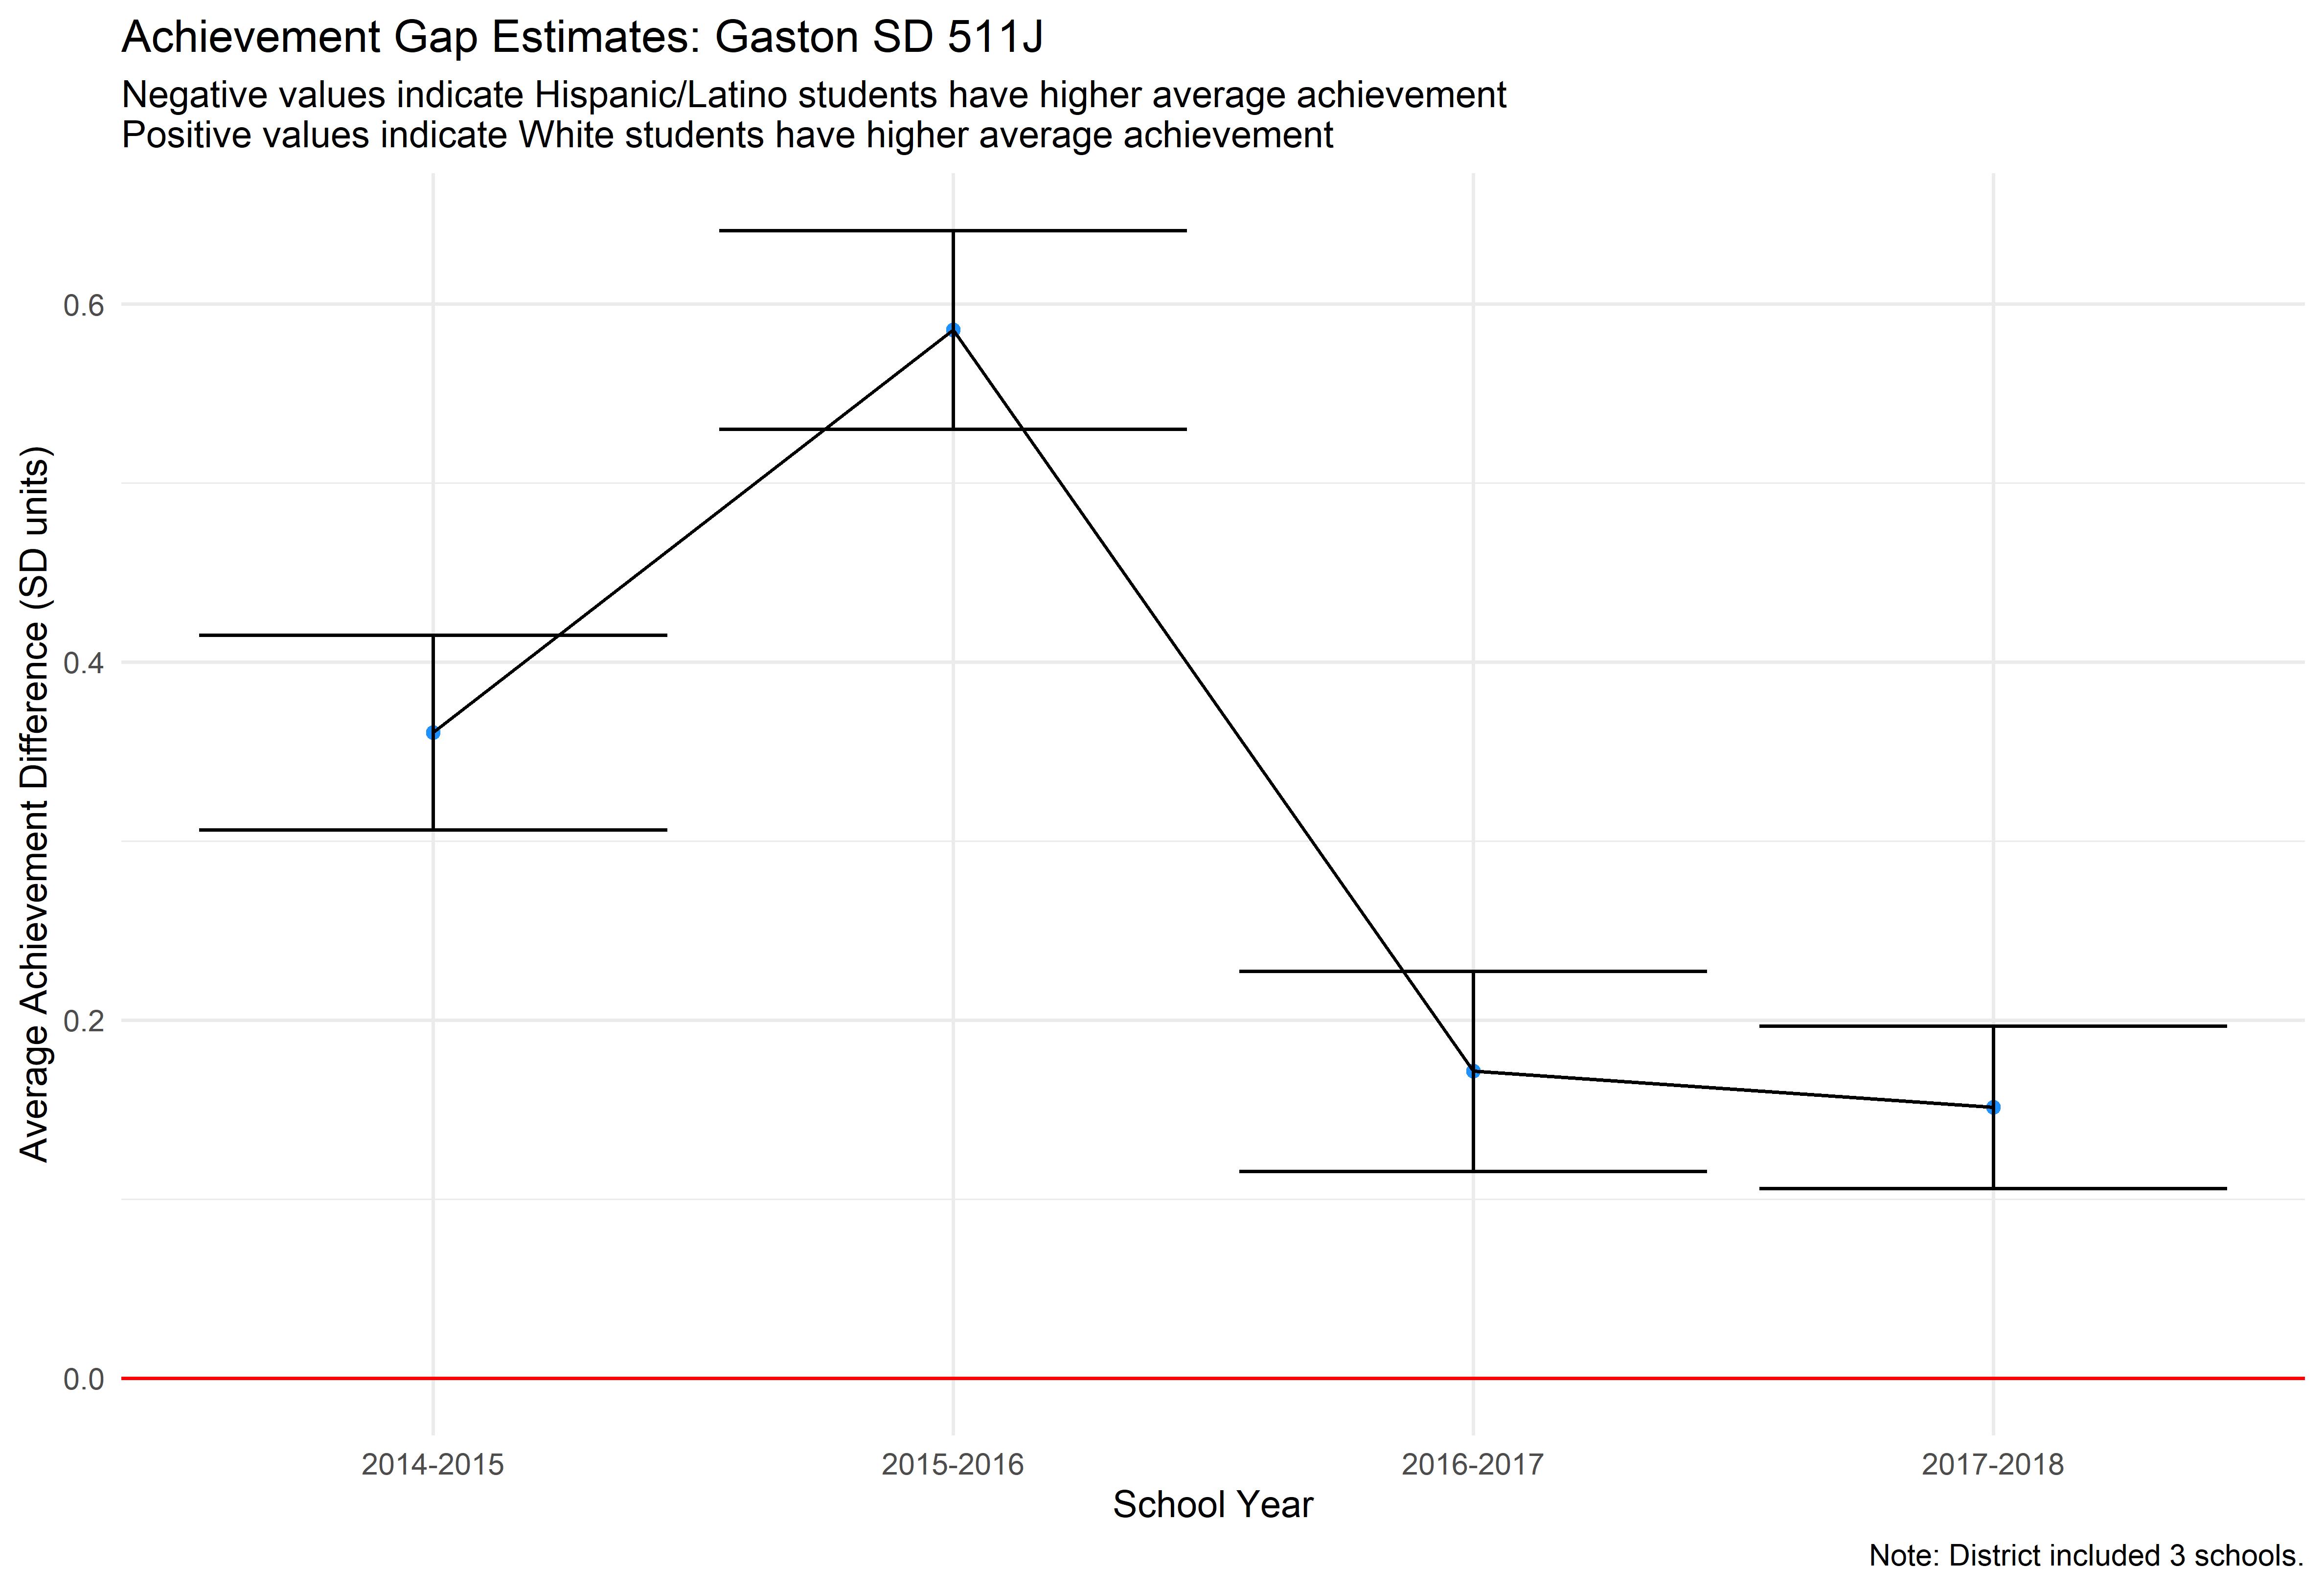 Achievement Gap Estimates: Gaston SD 511J
Negative values indicate Hispanic/Latino students have higher average achievement
Positive values indicate White students have higher average achievement
Average Achievement Difference (SD units)
0.6
0.4
0.2
0.0
2014-2015
2015-2016
2016-2017
2017-2018
School Year
Note: District included 3 schools.